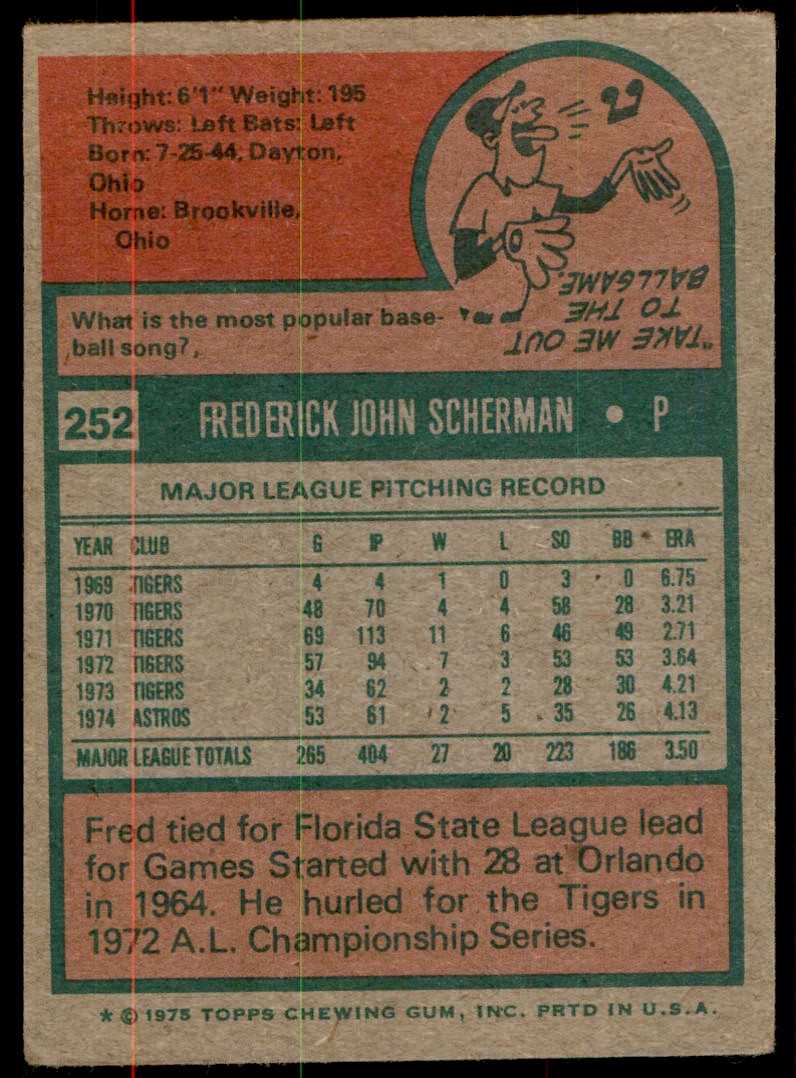 Height: 6'1" Weight: 195
Throws: Left Bats: Left
Born: 7-25-44, Dayton,
Ohio
Home: Brookville,
Ohio
What is the most popular base-
ball song?
"TAKE ME OUT
TO THE
BALLGAME."
252 FREDERICK JOHN SCHERMAN • P
MAJOR LEAGUE PITCHING RECORD
YEAR CLUB G IP W L SO BB ERA
1969 TIGERS 4 4 1 0 3 0 6.75
1970 TIGERS 48 70 4 4 58 28 3.21
1971 TIGERS 69 113 11 6 46 49 2.71
1972 TIGERS 57 94 7 3 53 53 3.64
1973 TIGERS 34 62 2 2 28 30 4.21
1974 ASTROS 53 61 2 5 35 26 4.13
MAJOR LEAGUE TOTALS 265 404 27 20 223 186 3.50
Fred tied for Florida State League lead
for Games Started with 28 at Orlando
in 1964. He hurled for the Tigers in
1972 A.L. Championship Series.
* © 1975 TOPPS CHEWING GUM, INC. PRTD IN U.S.A.